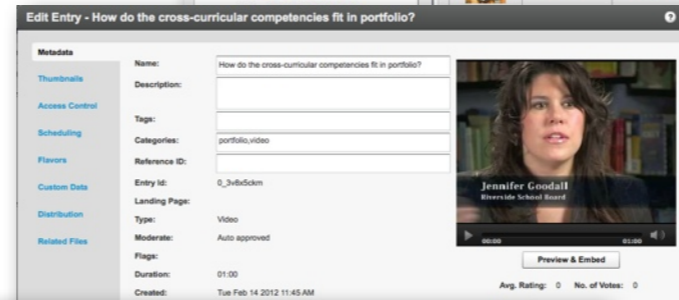 Edit Entry - How do the cross-curricular competencies fit in portfolio?
?
Metadata
Thumbnails
Access Control
Scheduling
Flavors
Custom Data
Distribution
Related Files
Name: How do the cross-curricular competencies fit in portfolio?
Description:
Tags:
Categories: portfolio,video
Reference ID:
Entry Id: 0_3v8x5ckm
Landing Page:
Type: Video
Moderate: Auto approved
Flags:
Duration: 01:00
Created: Tue Feb 14 2012 11:45 AM
Jennifer Goodall
Riverside School Board
00:00 01:00
Preview & Embed
Avg. Rating: 0 No. of Votes: 0